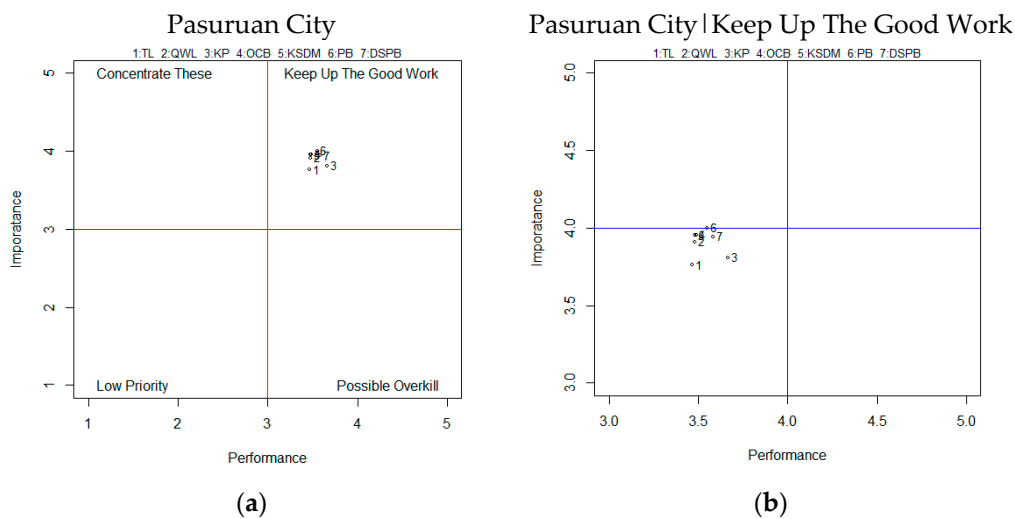 Pasuruan City
1:TL 2:QWL 3:KP 4:OCB 5:KSDM 6:PB 7:DSPB
Concentrate These
Keep Up The Good Work
Low Priority
Possible Overkill
5
4
3
2
1
Imporatance
6
7
2
3
1
1 2 3 4 5
Performance
(a)
Pasuruan City|Keep Up The Good Work
1:TL 2:QWL 3:KP 4:OCB 5:KSDM 6:PB 7:DSPB
5.0
4.5
4.0
3.5
3.0
Imporatance
6
7
2
3
1
3.0 3.5 4.0 4.5 5.0
Performance
(b)